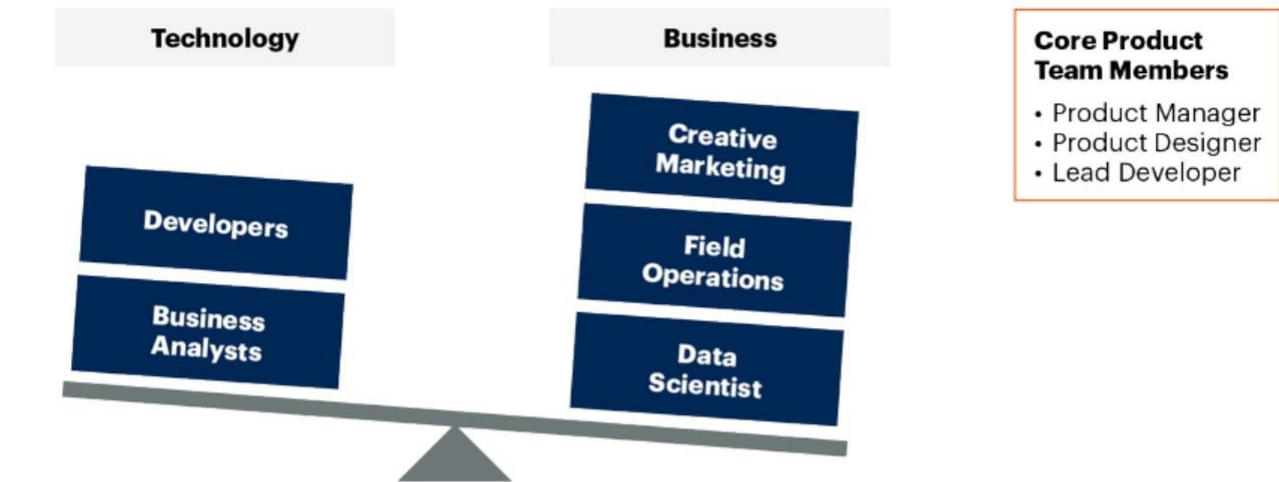 Technology
Developers
Business
Analysts
Business
Creative
Marketing
Field
Operations
Data
Scientist
Core Product
Team Members
• Product Manager
• Product Designer
• Lead Developer